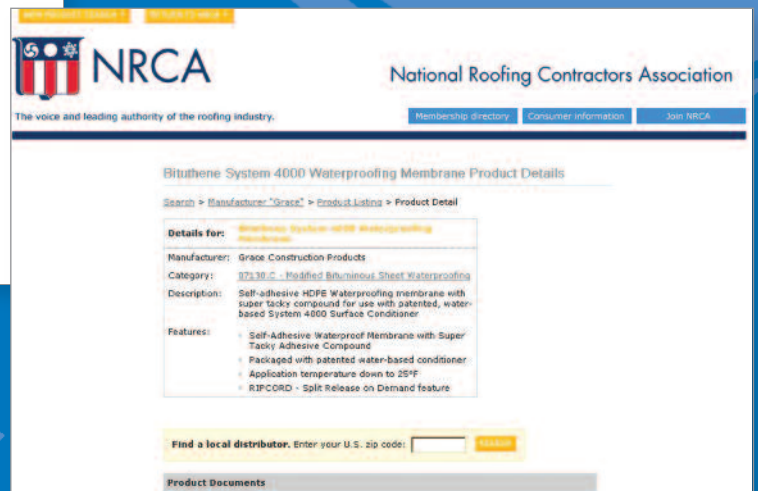 NRCA
National Roofing Contractors Association
The voice and leading authority of the roofing industry.
Membership directory Consumer information Join NRCA
Bituthene System 4000 Waterproofing Membrane Product Details
Search > Manufacturer "Grace" > Product Listing > Product Detail
Details for: Bituthene System 4000 Waterproofing
Membrane
Manufacturer: Grace Construction Products
Category: 07130.C - Modified Bituminous Sheet Waterproofing
Description: Self-adhesive HDPE Waterproofing membrane with
super tacky compound for use with patented, water-
based System 4000 Surface Conditioner
Features:
Self-Adhesive Waterproof Membrane with Super
Tacky Adhesive Compound
Packaged with patented water-based conditioner
Application temperature down to 25°F
RIPCORD - Split Release on Demand feature
Find a local distributor. Enter your U.S. zip code:
Product Documents